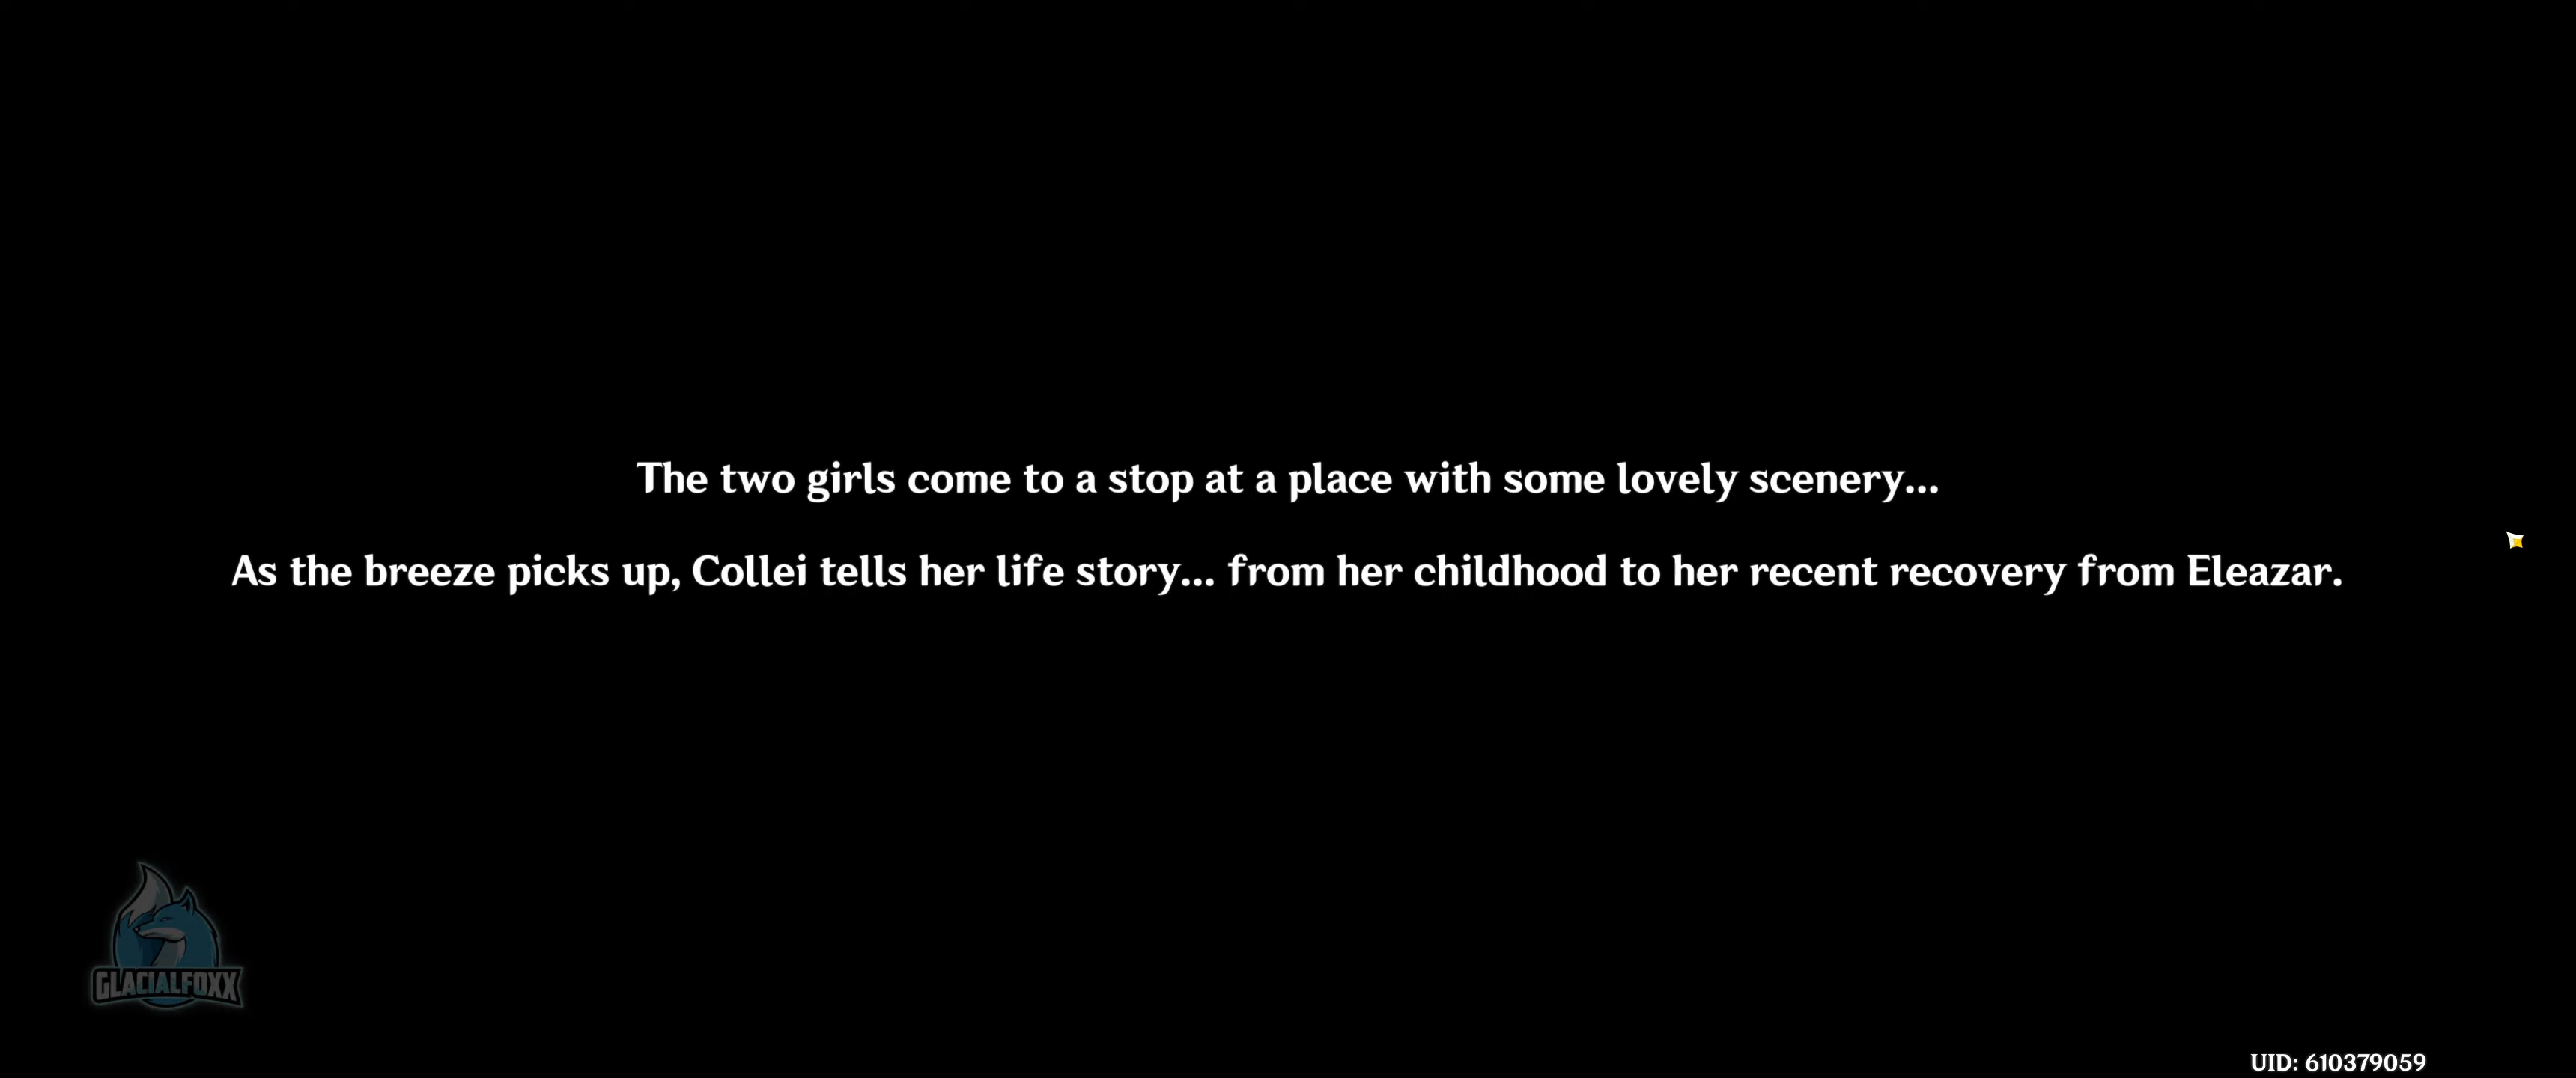 The two girls come to a stop at a place with some lovely scenery...
As the breeze picks up, Collei tells her life story... from her childhood to her recent recovery from Eleazar.
GLACIALFOXX
UID: 610379059